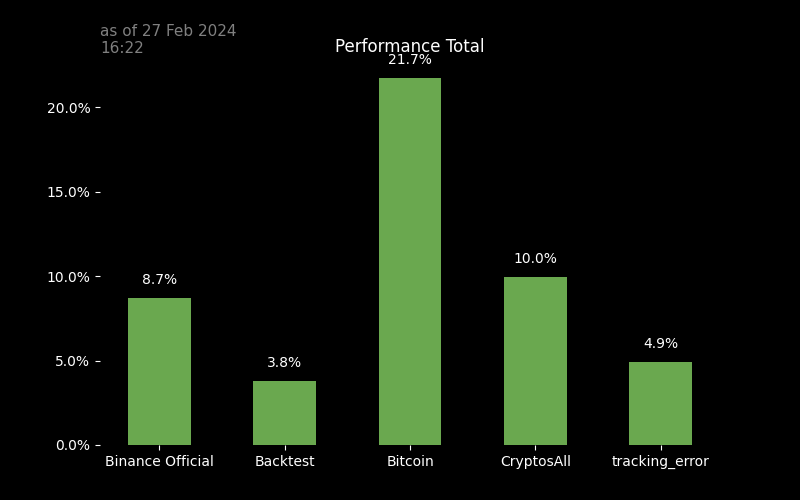 as of 27 Feb 2024
16:22
Performance Total
21.7%
20.0%
15.0%
10.0%
5.0%
0.0%
8.7%
3.8%
10.0%
4.9%
Binance Official
Backtest
Bitcoin
CryptosAll
tracking_error